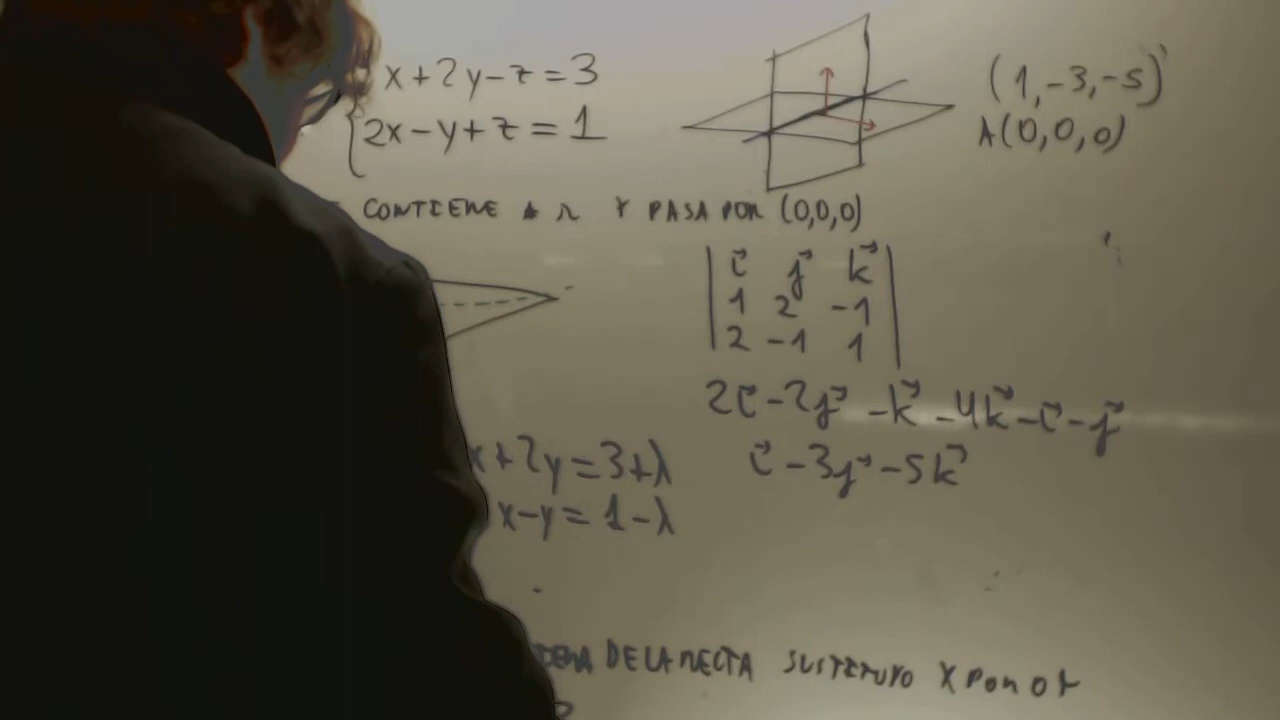 x+2y-z=3
2x-y+z=1
(1,-3,-5)
A(0,0,0)
CONTIENE A r Y PASA POR (0,0,0)
i⃗ j⃗ k⃗
1 2 -1
2 -1 1
2i⃗-2j⃗-k⃗-4k⃗-i⃗-j⃗
i⃗-3j⃗-5k⃗
x+2y=3+λ
x-y=1-λ
DE LA RECTA SUSTITUYO X POR 0 Y